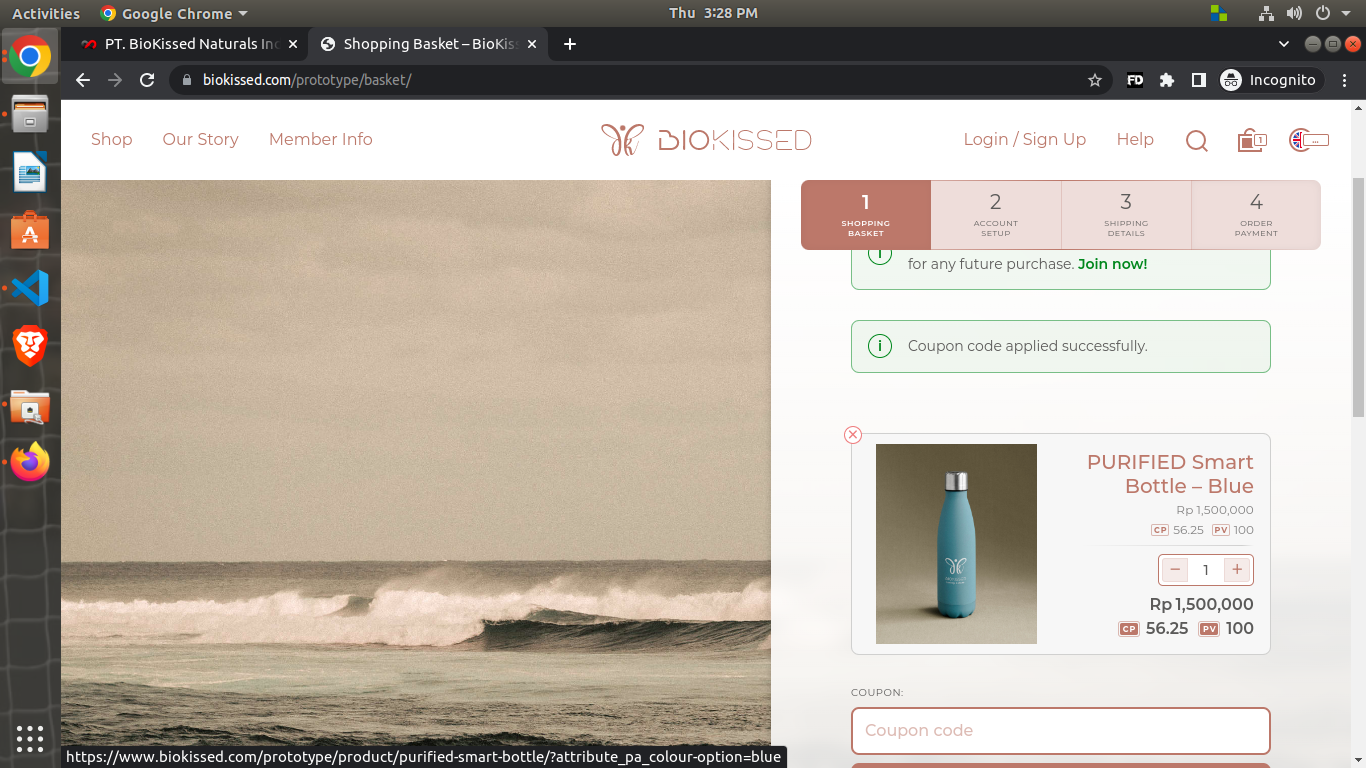 Activities
Google Chrome
Thu 3:28 PM
PT. BioKissed Naturals Inc
Shopping Basket – BioKiss
biokissed.com/prototype/basket/
FD
Incognito
Shop
Our Story
Member Info
BIOKISSED
Login / Sign Up
Help
1
...
1
SHOPPING
BASKET
2
ACCOUNT
SETUP
3
SHIPPING
DETAILS
4
ORDER
PAYMENT
for any future purchase. Join now!
Coupon code applied successfully.
PURIFIED Smart
Bottle – Blue
Rp 1,500,000
CP 56.25 PV 100
− 1 +
Rp 1,500,000
CP 56.25 PV 100
COUPON:
Coupon code
https://www.biokissed.com/prototype/product/purified-smart-bottle/?attribute_pa_colour-option=blue